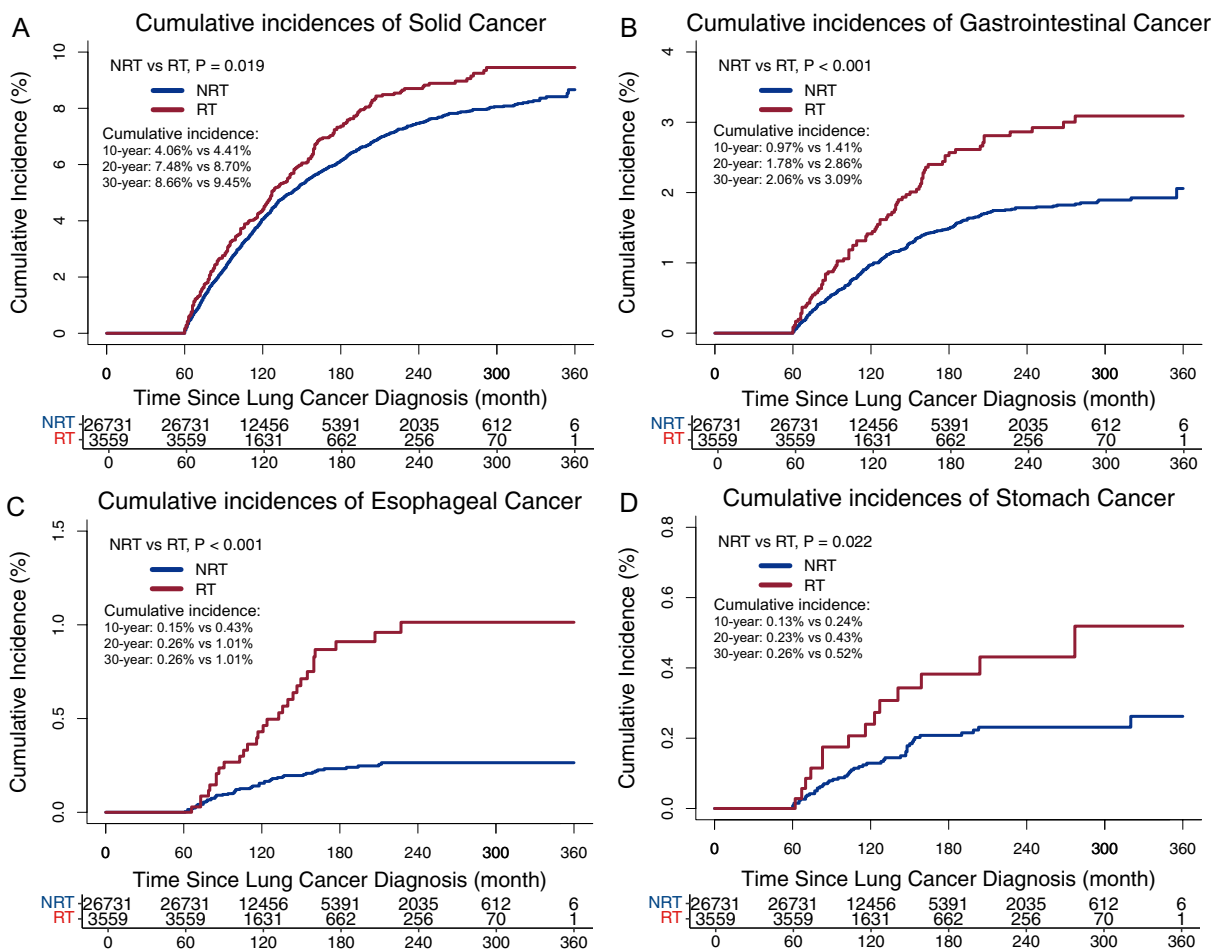 A
Cumulative incidences of Solid Cancer
Cumulative Incidence (%)
0 2 4 6 8 10
NRT vs RT, P = 0.019
NRT
RT
Cumulative incidence:
10-year: 4.06% vs 4.41%
20-year: 7.48% vs 8.70%
30-year: 8.66% vs 9.45%
0 60 120 180 240 300 360
Time Since Lung Cancer Diagnosis (month)
NRT 26731 26731 12456 5391 2035 612 6
RT 3559 3559 1631 662 256 70 1
0 60 120 180 240 300 360
B
Cumulative incidences of Gastrointestinal Cancer
Cumulative Incidence (%)
0 1 2 3 4
NRT vs RT, P < 0.001
NRT
RT
Cumulative incidence:
10-year: 0.97% vs 1.41%
20-year: 1.78% vs 2.86%
30-year: 2.06% vs 3.09%
0 60 120 180 240 300 360
Time Since Lung Cancer Diagnosis (month)
NRT 26731 26731 12456 5391 2035 612 6
RT 3559 3559 1631 662 256 70 1
0 60 120 180 240 300 360
C
Cumulative incidences of Esophageal Cancer
Cumulative Incidence (%)
0.0 0.5 1.0 1.5
NRT vs RT, P < 0.001
NRT
RT
Cumulative incidence:
10-year: 0.15% vs 0.43%
20-year: 0.26% vs 1.01%
30-year: 0.26% vs 1.01%
0 60 120 180 240 300 360
Time Since Lung Cancer Diagnosis (month)
NRT 26731 26731 12456 5391 2035 612 6
RT 3559 3559 1631 662 256 70 1
0 60 120 180 240 300 360
D
Cumulative incidences of Stomach Cancer
Cumulative Incidence (%)
0.0 0.2 0.4 0.6 0.8
NRT vs RT, P = 0.022
NRT
RT
Cumulative incidence:
10-year: 0.13% vs 0.24%
20-year: 0.23% vs 0.43%
30-year: 0.26% vs 0.52%
0 60 120 180 240 300 360
Time Since Lung Cancer Diagnosis (month)
NRT 26731 26731 12456 5391 2035 612 6
RT 3559 3559 1631 662 256 70 1
0 60 120 180 240 300 360